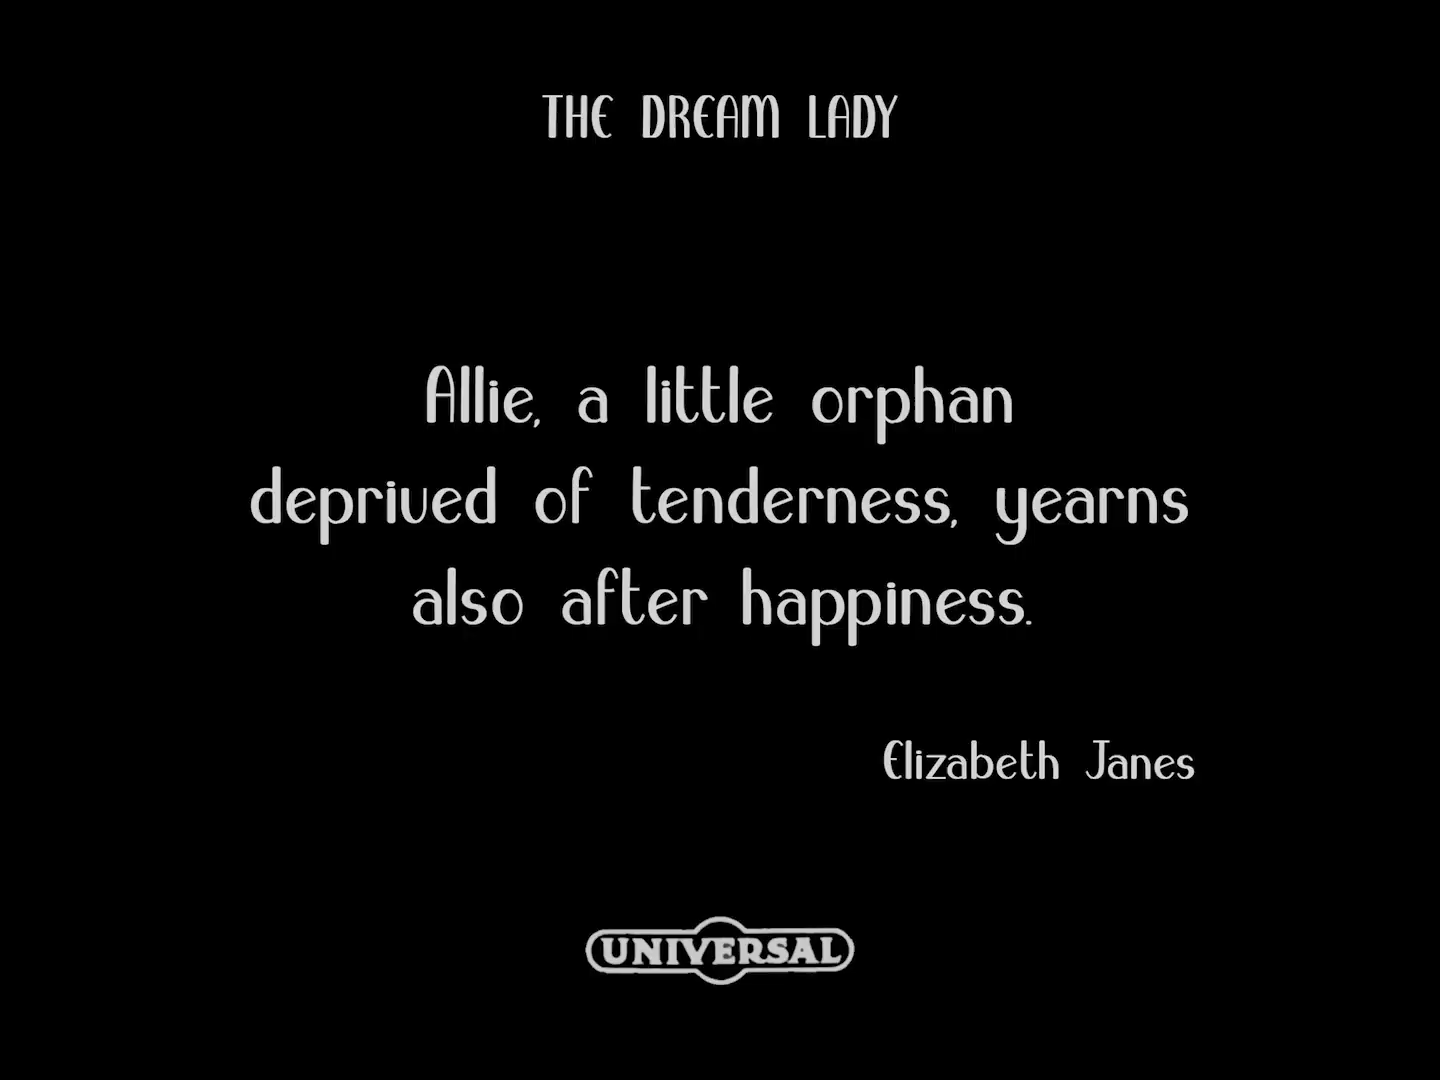 THE DREAM LADY
Allie, a little orphan
deprived of tenderness, yearns
also after happiness.
Elizabeth Janes
UNIVERSAL